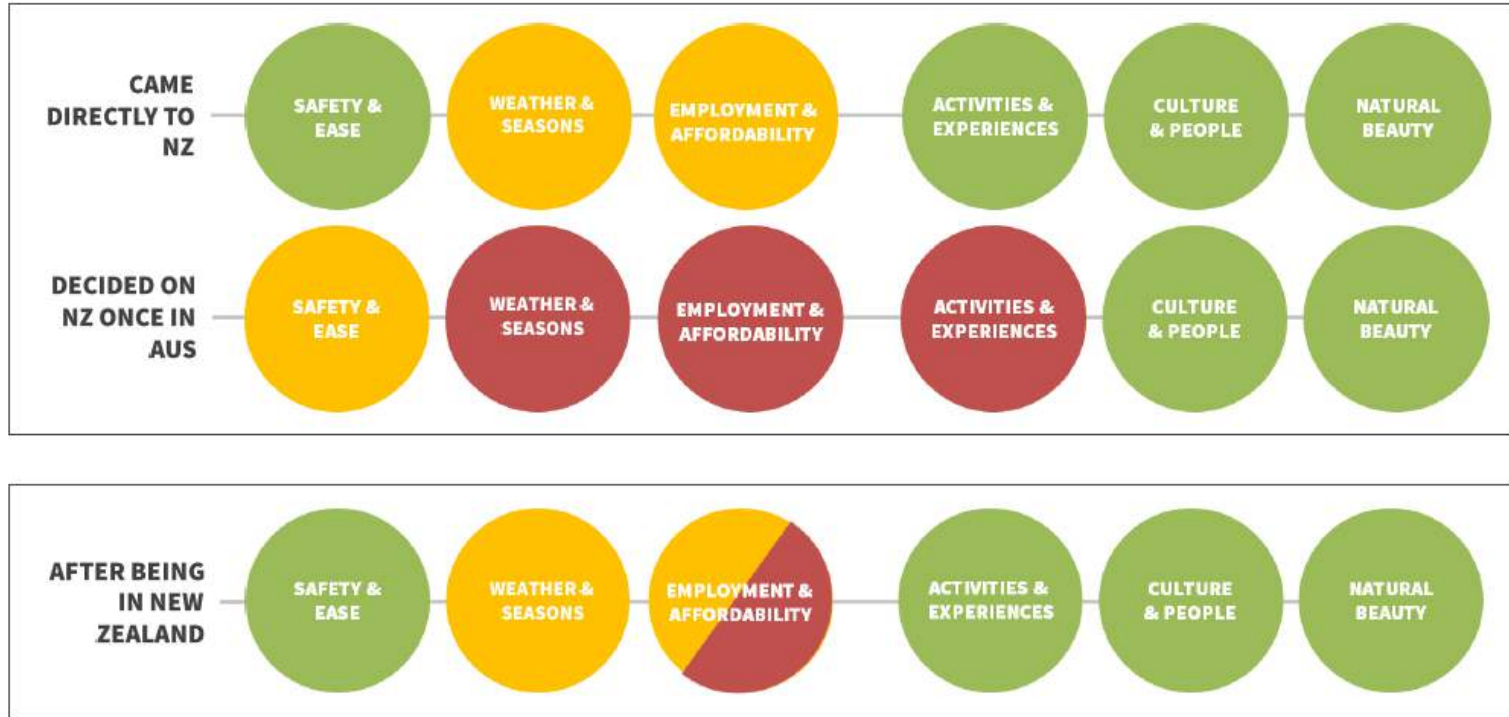 CAME
DIRECTLY TO
NZ
SAFETY &
EASE
WEATHER &
SEASONS
EMPLOYMENT &
AFFORDABILITY
ACTIVITIES &
EXPERIENCES
CULTURE
& PEOPLE
NATURAL
BEAUTY
DECIDED ON
NZ ONCE IN
AUS
SAFETY &
EASE
WEATHER &
SEASONS
EMPLOYMENT &
AFFORDABILITY
ACTIVITIES &
EXPERIENCES
CULTURE
& PEOPLE
NATURAL
BEAUTY
AFTER BEING
IN NEW
ZEALAND
SAFETY &
EASE
WEATHER &
SEASONS
EMPLOYMENT &
AFFORDABILITY
ACTIVITIES &
EXPERIENCES
CULTURE
& PEOPLE
NATURAL
BEAUTY